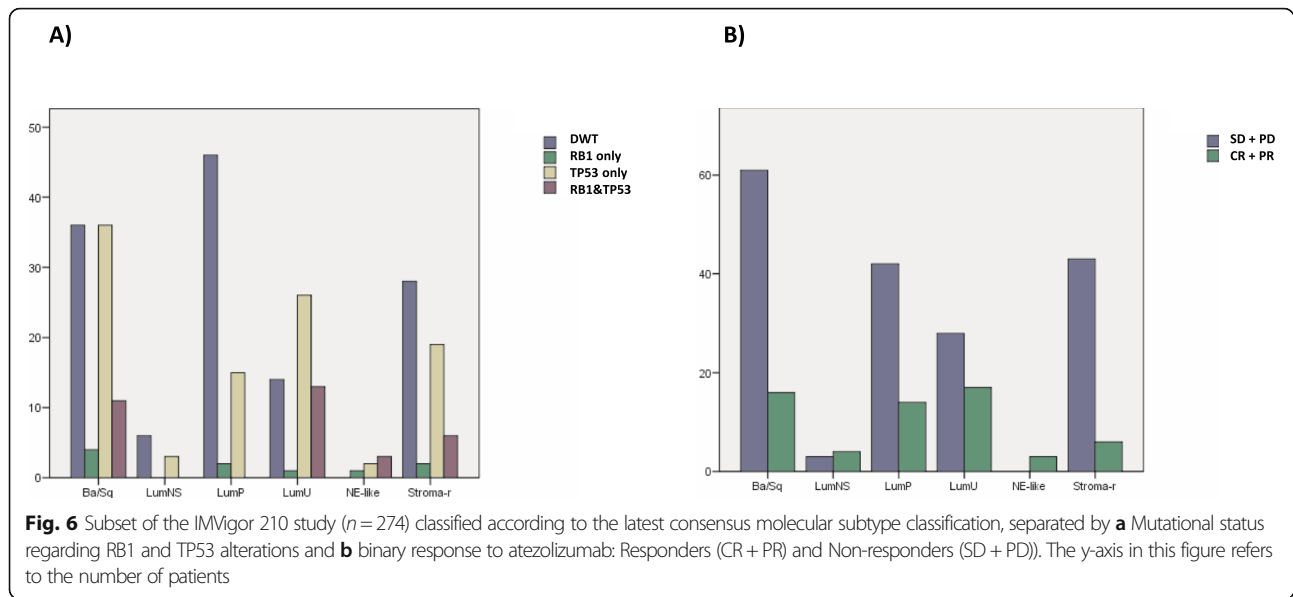 A)
50
40
30
20
10
0
Ba/Sq LumNS LumP LumU NE-like Stroma-r
DWT
RB1 only
TP53 only
RB1&TP53
B)
60
40
20
0
Ba/Sq LumNS LumP LumU NE-like Stroma-r
SD + PD
CR + PR
Fig. 6 Subset of the IMVigor 210 study (n = 274) classified according to the latest consensus molecular subtype classification, separated by a Mutational status
regarding RB1 and TP53 alterations and b binary response to atezolizumab: Responders (CR + PR) and Non-responders (SD + PD)). The y-axis in this figure refers
to the number of patients